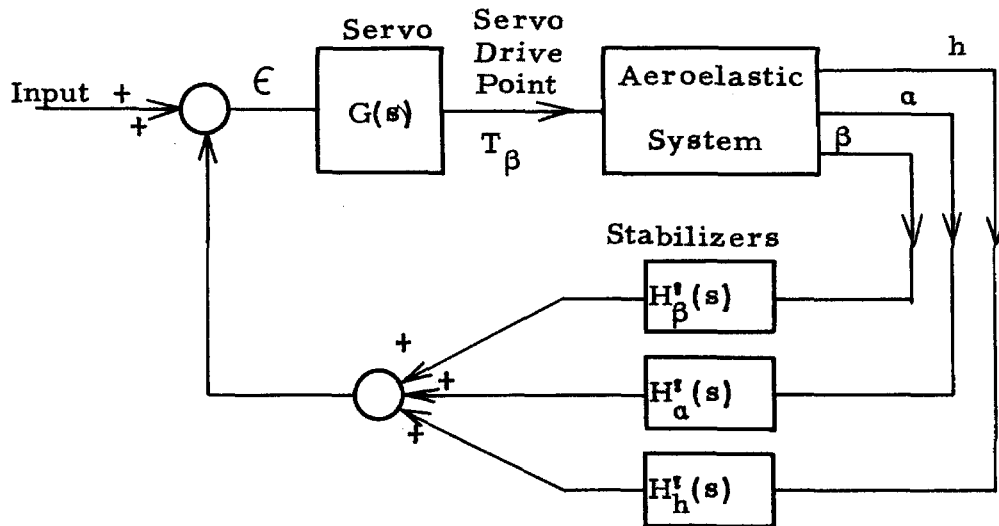 Servo
Servo
Drive
Point
h
Input
+
+
ϵ
G(s)
T_β
Aeroelastic
System
α
β
Stabilizers
H'_β(s)
H'_α(s)
H'_h(s)
+
+
+